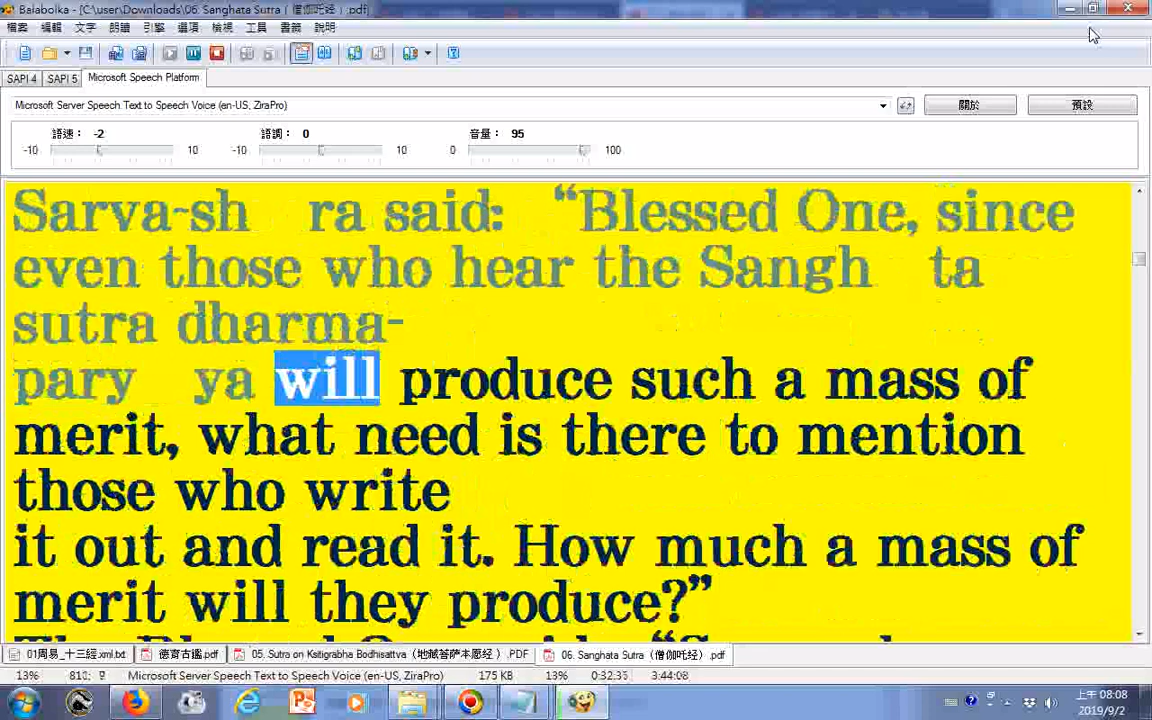 Balabolka - [C:\user\Downloads\06. Sanghata Sutra（僧伽吒经）.pdf]
檔案 編輯 文字 朗讀 引擎 選項 檢視 工具 書籤 說明
SAPI 4 SAPI 5 Microsoft Speech Platform
Microsoft Server Speech Text to Speech Voice (en-US, ZiraPro) 關於 預設
語速： -2 語調： 0 音量： 95
-10 10 -10 10 0 100
Sarva-sh ra said: “Blessed One, since
even those who hear the Sangh ta
sutra dharma-
pary ya will produce such a mass of
merit, what need is there to mention
those who write
it out and read it. How much a mass of
merit will they produce?”
01周易_十三經.xml.txt 德育古鑑.pdf 05. Sutra on Ksitigrabha Bodhisattva（地藏菩萨本愿经）.PDF 06. Sanghata Sutra（僧伽吒经）.pdf
13% Microsoft Server Speech Text to Speech Voice (en-US, ZiraPro) 175 KB 13% 0:32:35 3:44:08
上午 08:08
2019/9/2